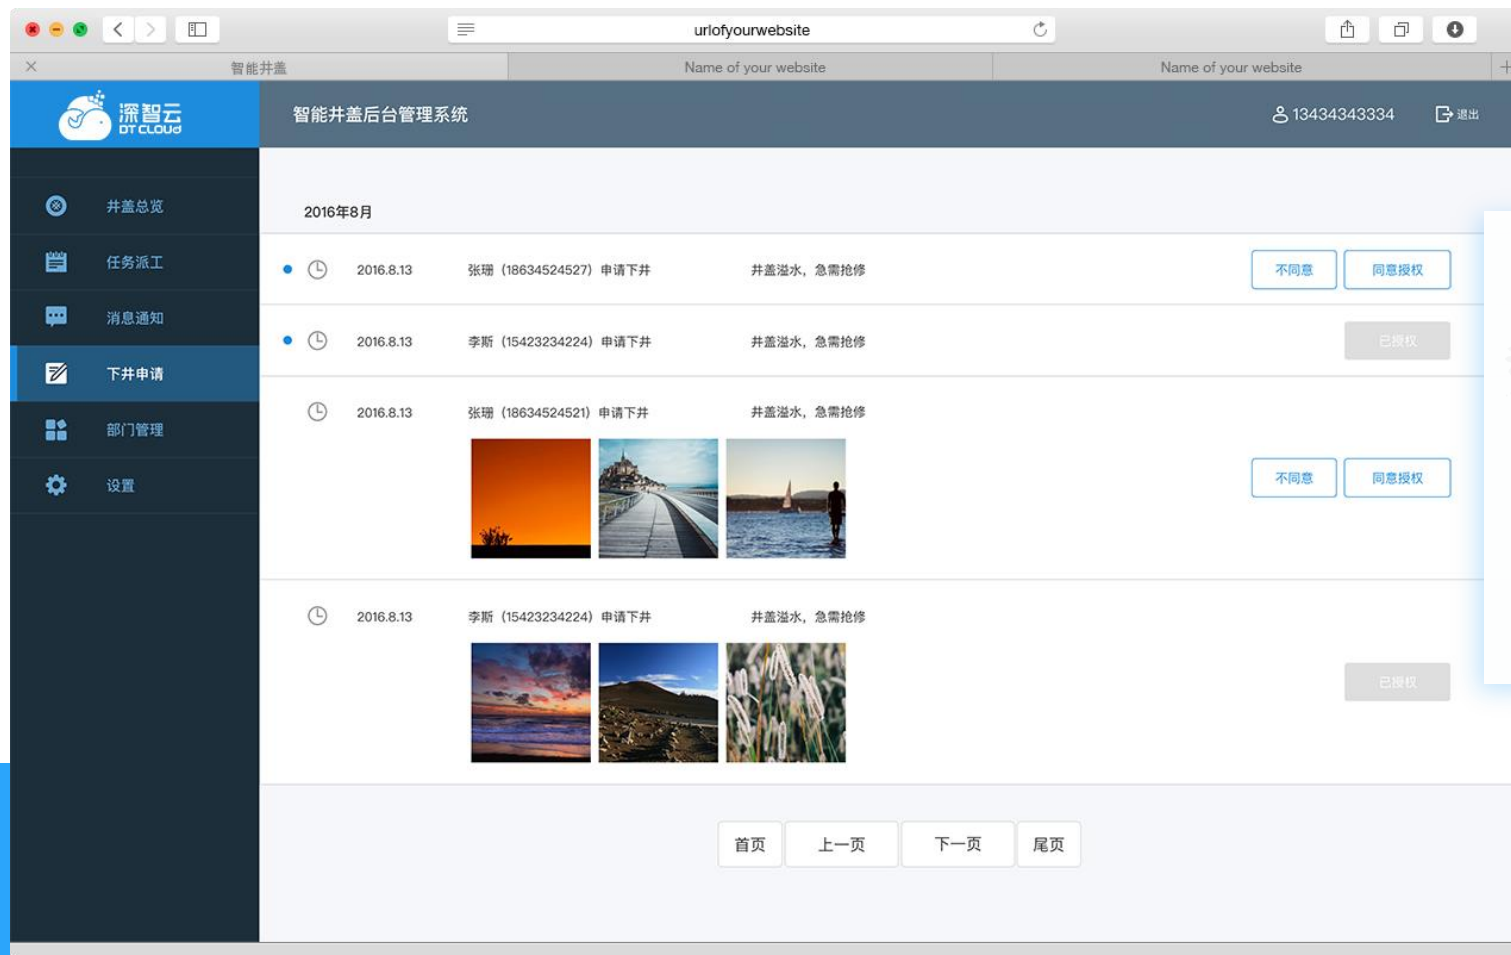 urlofyourwebsite
智能井盖
Name of your website
Name of your website
深智云
DT CLOUD
智能井盖后台管理系统
13434343334
退出
井盖总览
任务派工
消息通知
下井申请
部门管理
设置
2016年8月
2016.8.13 张珊（18634524527）申请下井 井盖溢水，急需抢修 不同意 同意授权
2016.8.13 李斯（15423234224）申请下井 井盖溢水，急需抢修 已授权
2016.8.13 张珊（18634524521）申请下井 井盖溢水，急需抢修
不同意 同意授权
2016.8.13 李斯（15423234224）申请下井 井盖溢水，急需抢修
已授权
首页 上一页 下一页 尾页